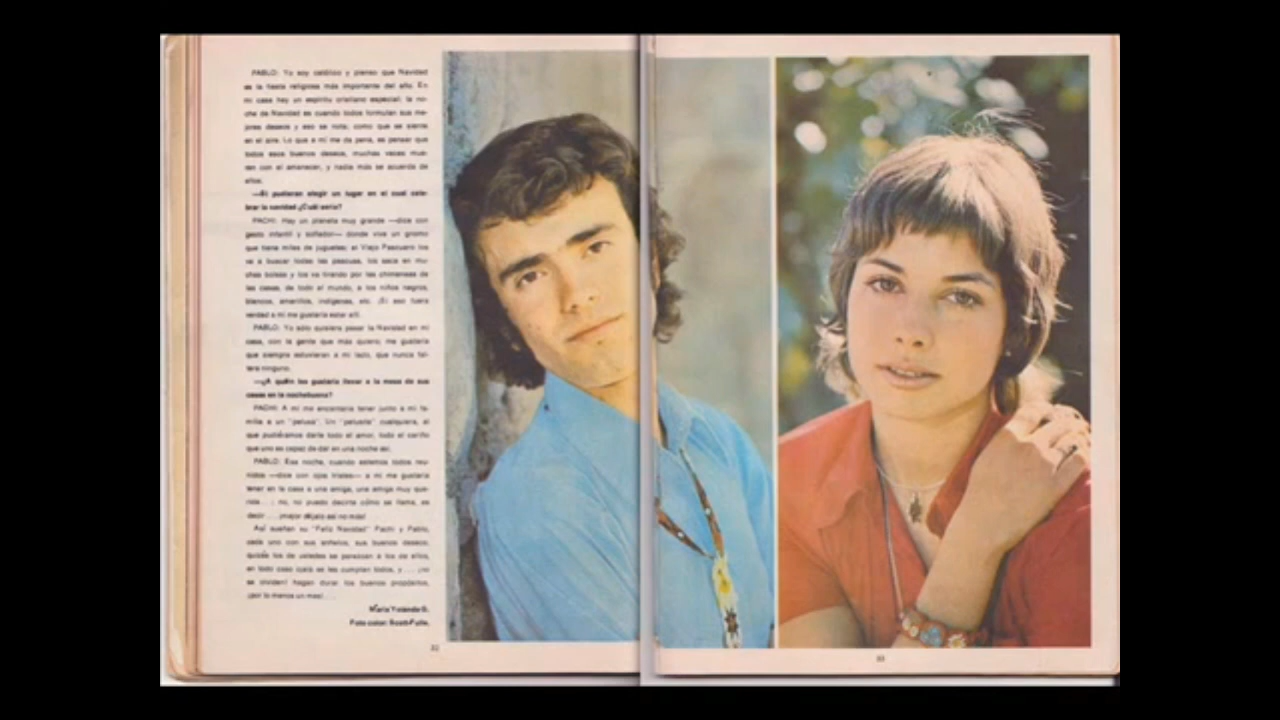 PABLO: Yo soy católico y pienso que Navidad
es la fiesta religiosa más importante del año. En
mi casa hay un espíritu cristiano especial; la no-
che de Navidad es cuando todos formulan sus me-
jores deseos y eso se nota, como que se siente
en el aire. Lo que a mí me da pena, es pensar que
todos esos buenos deseos, muchas veces mue-
ren con el amanecer, y nadie más se acuerda de
ellos.
—¿Si pudieran elegir un lugar en el cual cele-
brar la navidad ¿Cuál sería?
PACHI: Hay un planeta muy grande —dice con
gesto infantil y soñador— donde vive un gnomo
que tiene miles de juguetes; el Viejo Pascuero los
va a buscar todas las pascuas, los saca en mu-
chas bolsas y los va tirando por las chimeneas de
las casas, de todo el mundo, a los niños negros,
blancos, amarillos, indígenas, etc. ¡Si eso fuera
verdad a mí me gustaría estar allí.
PABLO: Yo sólo quisiera pasar la Navidad en mi
casa, con la gente que más quiero; me gustaría
que siempre estuvieran a mi lado, que nunca fal-
tara ninguno.
—¿A quién les gustaría llevar a la mesa de sus
casas en la nochebuena?
PACHI: A mí me encantaría tener junto a mi fa-
milia a un "pelusa". Un "pelusita" cualquiera, al
que pudiéramos darle todo el amor, todo el cariño
que uno es capaz de dar en una noche así.
PABLO: Esa noche, cuando estemos todos reu-
nidos —dice con ojos tristes— a mí me gustaría
tener en la casa a una amiga, una amiga muy que-
rida... ; no, no puedo decirte cómo se llama, es
decir... ¡mejor déjalo así no más!
Así sueñan su "Feliz Navidad" Pachi y Pablo,
cada uno con sus anhelos, sus buenos deseos;
quizás los de ustedes se parezcan a los de ellos,
en todo caso ojalá se les cumplan todos, y... ¡no
se olviden! hagan durar los buenos propósitos,
¡por lo menos un mes!...
María Yolanda G.
Foto color: Scott-Fulle.